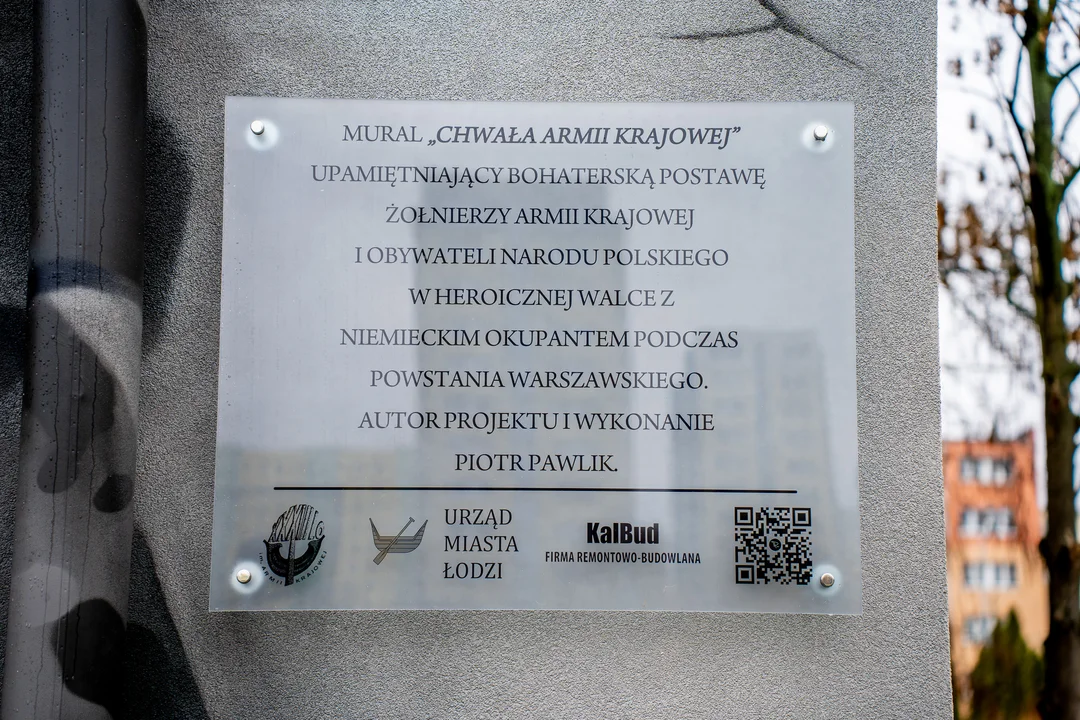 MURAL „CHWAŁA ARMII KRAJOWEJ”
UPAMIĘTNIAJĄCY BOHATERSKĄ POSTAWĘ
ŻOŁNIERZY ARMII KRAJOWEJ
I OBYWATELI NARODU POLSKIEGO
W HEROICZNEJ WALCE Z
NIEMIECKIM OKUPANTEM PODCZAS
POWSTANIA WARSZAWSKIEGO.
AUTOR PROJEKTU I WYKONANIE
PIOTR PAWLIK.
IM. ARMII KRAJOWEJ
URZĄD
MIASTA
ŁODZI
KalBud
FIRMA REMONTOWO-BUDOWLANA